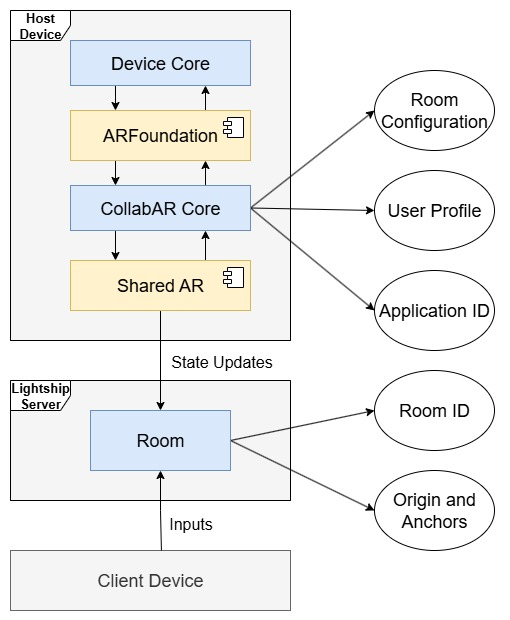 Host
Device
Device Core
ARFoundation
CollabAR Core
Shared AR
Room
Configuration
User Profile
Application ID
State Updates
Lightship
Server
Room
Room ID
Origin and
Anchors
Inputs
Client Device